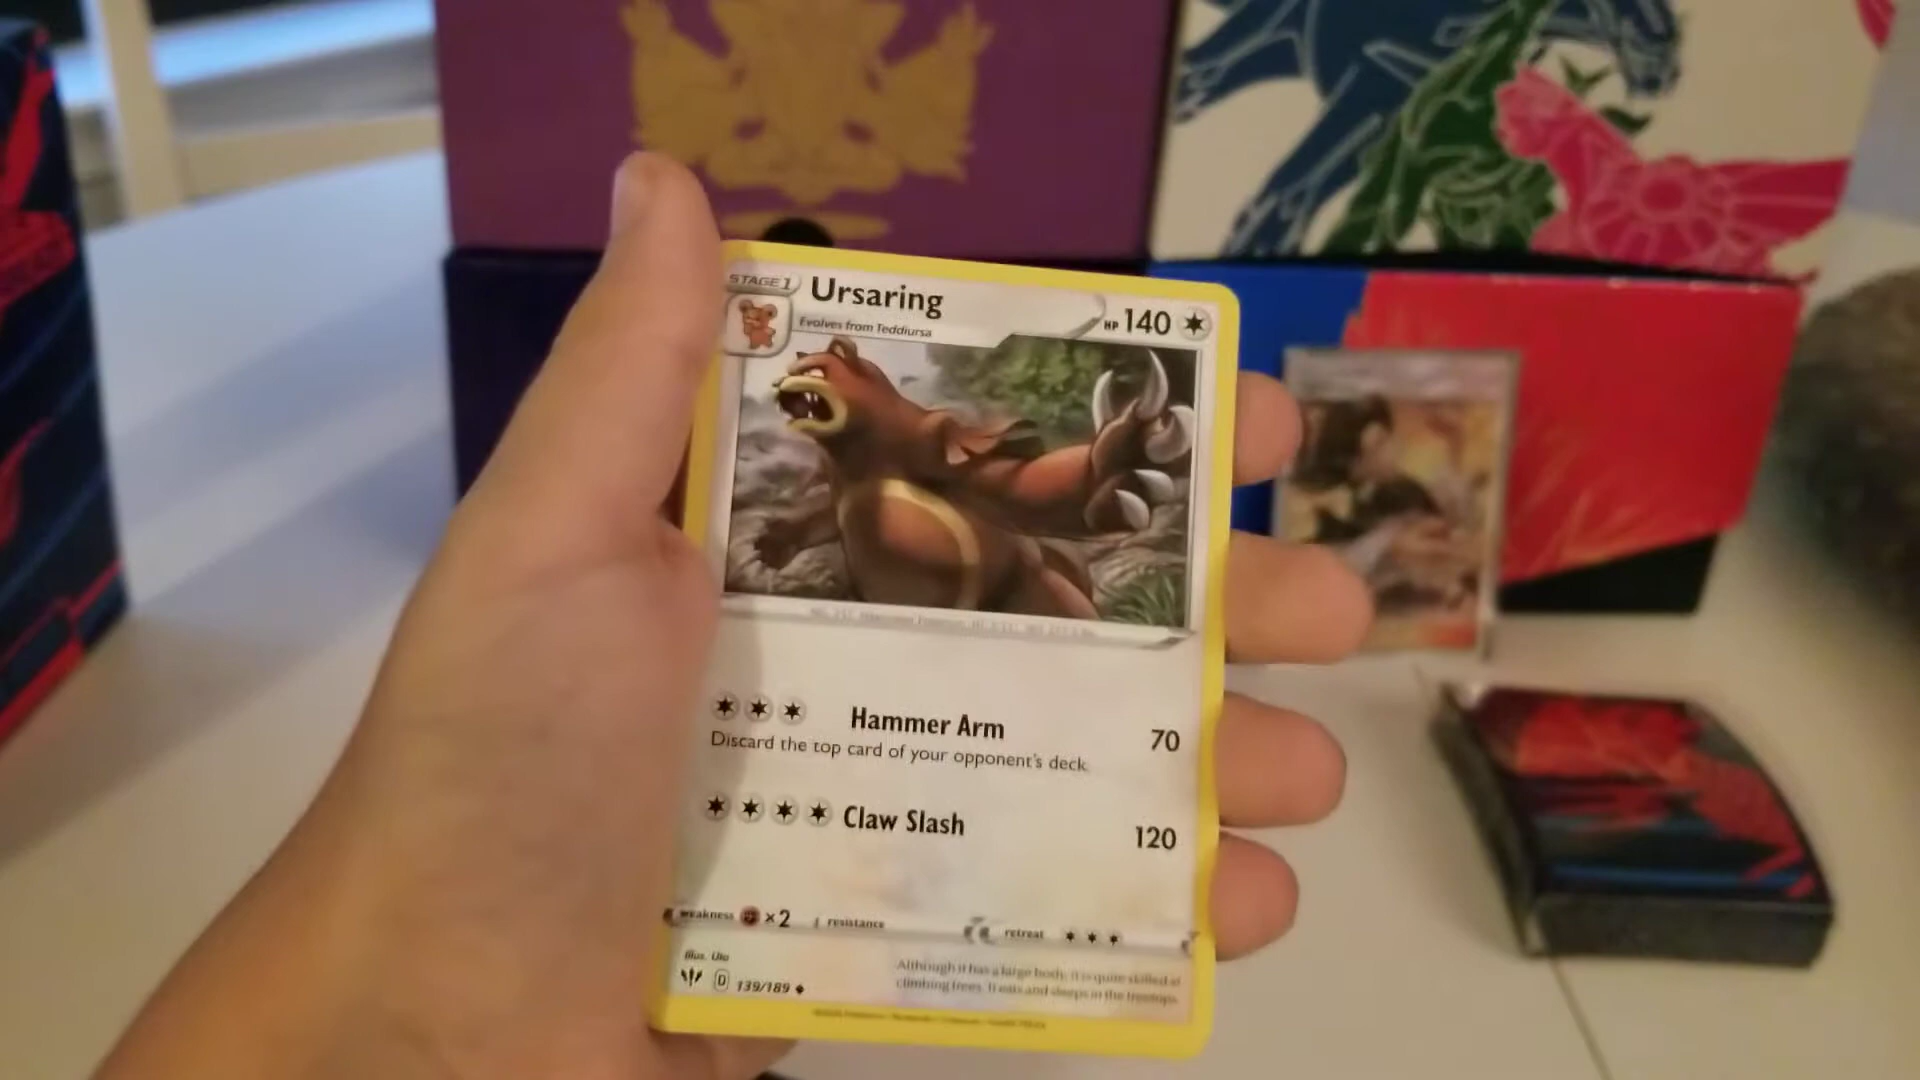 STAGE 1
Ursaring
HP 140
Evolves from Teddiursa
Hammer Arm 70
Discard the top card of your opponent's deck.
Claw Slash 120
weakness ×2 resistance retreat
Illus. Uta
D 139/189
Although it has a large body, it is quite skilled at
climbing trees. It eats and sleeps in the treetops.